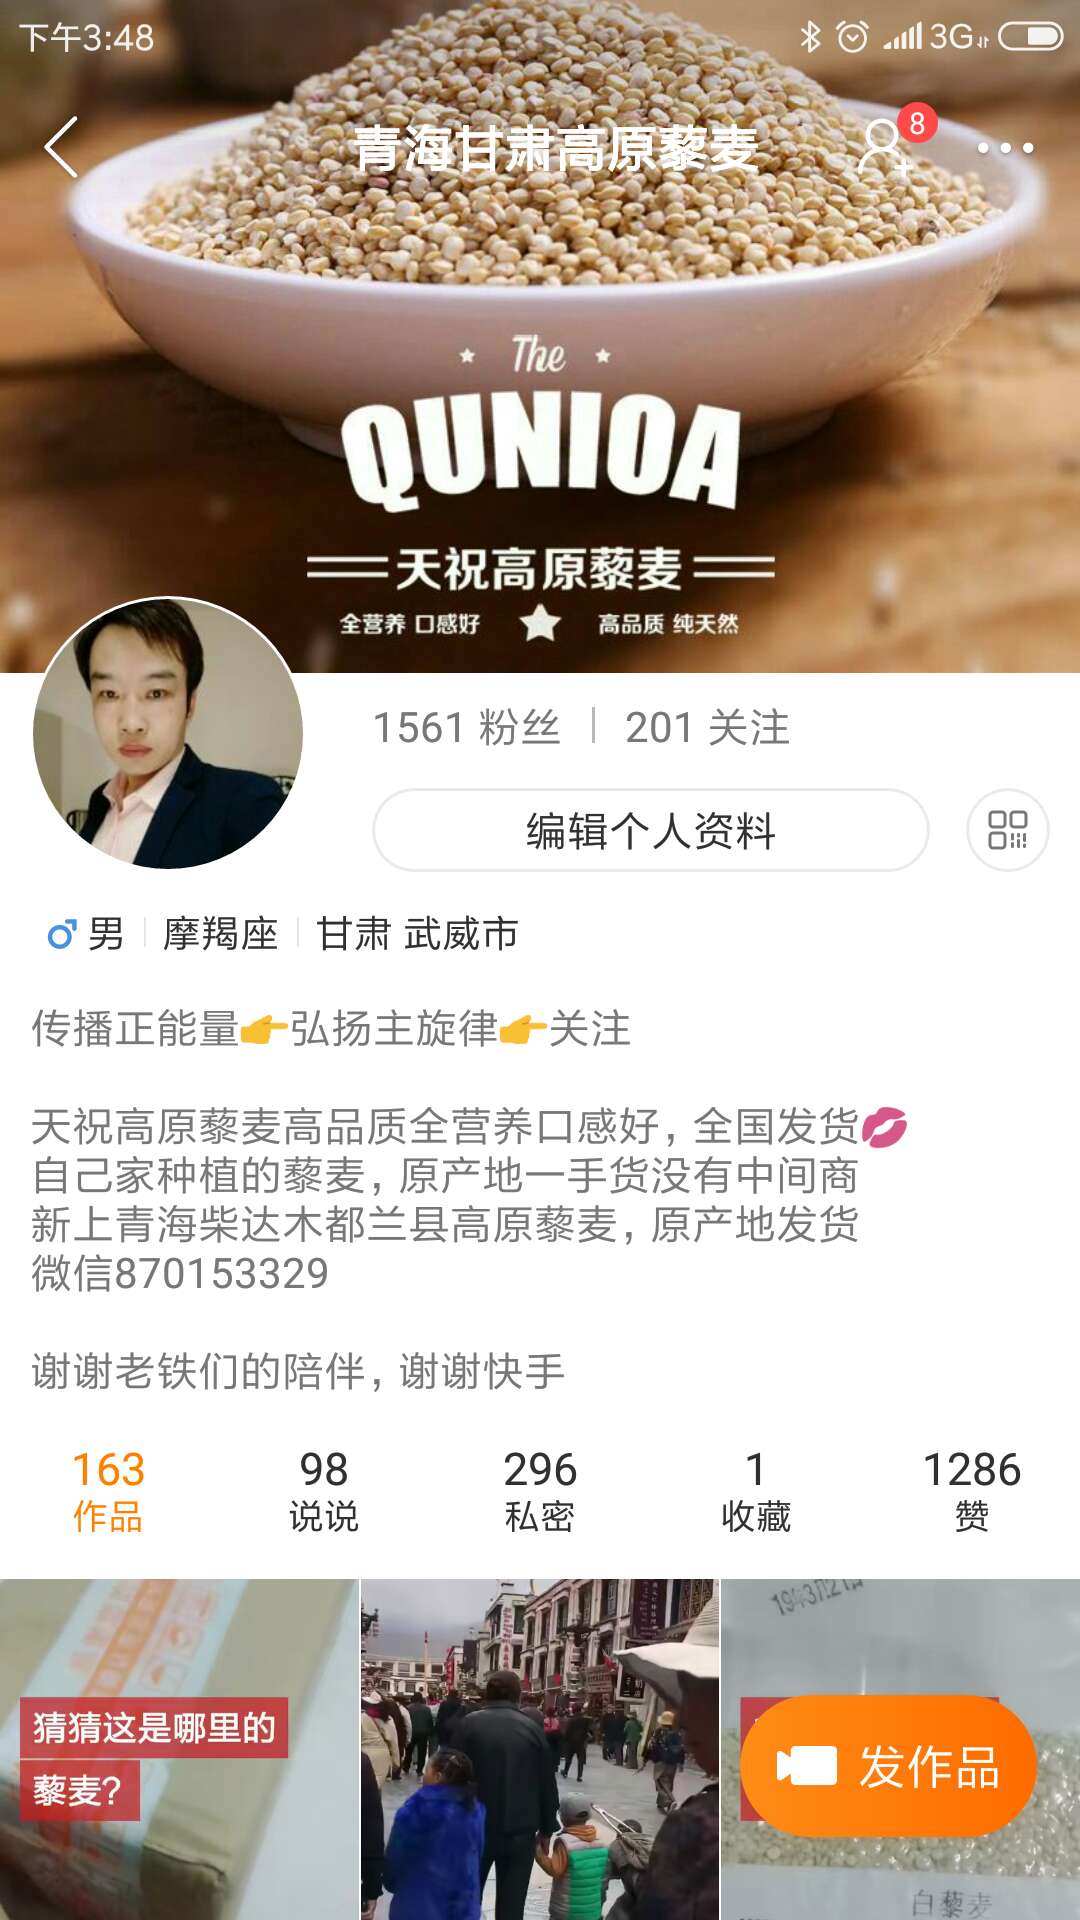 下午3:48
3G
青海甘肃高原藜麦
8
The
QUNIOA
天祝高原藜麦
全营养 口感好 高品质 纯天然
1561 粉丝 201 关注
编辑个人资料
男 摩羯座 甘肃 武威市
传播正能量👉弘扬主旋律👉关注
天祝高原藜麦高品质全营养口感好，全国发货💋
自己家种植的藜麦，原产地一手货没有中间商
新上青海柴达木都兰县高原藜麦，原产地发货
微信870153329
谢谢老铁们的陪伴，谢谢快手
163 98 296 1 1286
作品 说说 私密 收藏 赞
猜猜这是哪里的
藜麦？
发作品
白藜麦